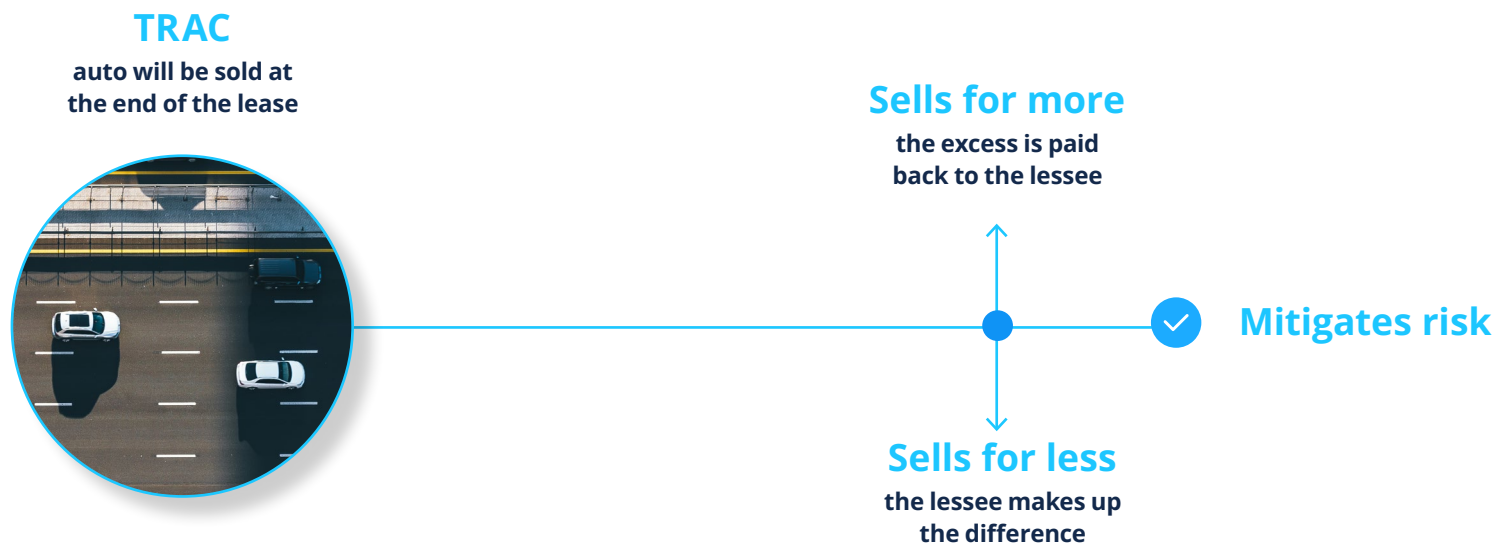 TRAC
auto will be sold at
the end of the lease
Sells for more
the excess is paid
back to the lessee
Mitigates risk
Sells for less
the lessee makes up
the difference